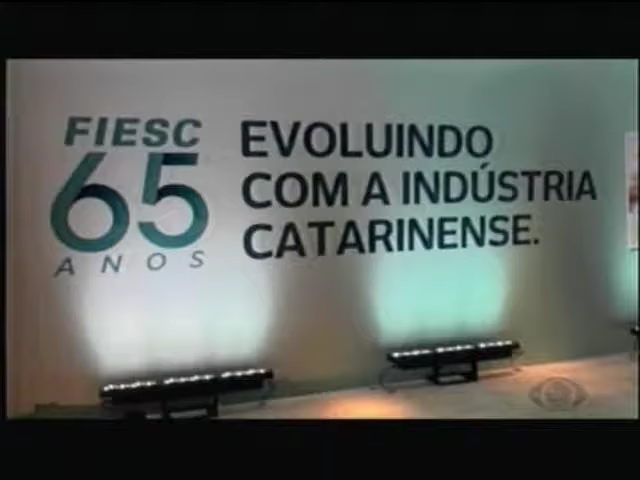 FIESC
65
ANOS
EVOLUINDO
COM A INDÚSTRIA
CATARINENSE.